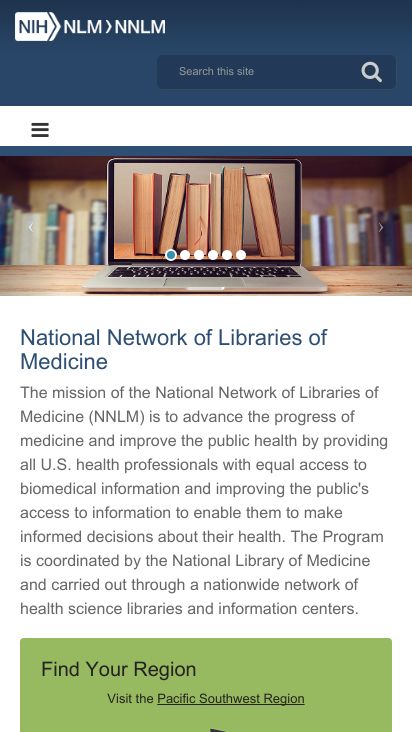 NIH NLM NNLM
Search this site
National Network of Libraries of
Medicine
The mission of the National Network of Libraries of
Medicine (NNLM) is to advance the progress of
medicine and improve the public health by providing
all U.S. health professionals with equal access to
biomedical information and improving the public's
access to information to enable them to make
informed decisions about their health. The Program
is coordinated by the National Library of Medicine
and carried out through a nationwide network of
health science libraries and information centers.
Find Your Region
Visit the Pacific Southwest Region